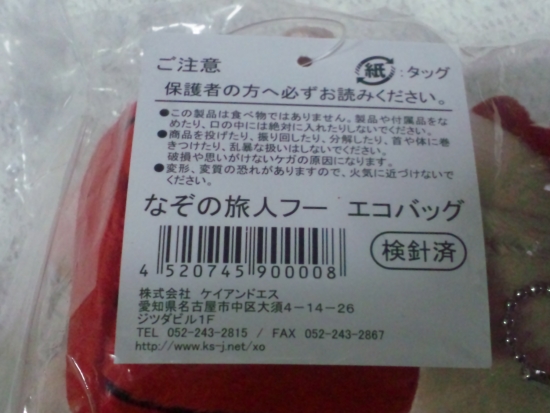 ご注意
紙:タッグ
保護者の方へ必ずお読みください。
●この製品は食べ物ではありません。製品や付属品をな
めたり、口の中には絶対に入れたりしないでください。
●商品を投げたり、振り回したり、分解したり、首や体に巻
きつけたり、乱暴な扱いはしないでください。
破損や思いがけないケガの原因になります。
●変形、変質の恐れがありますので、火気に近づけないで
ください。
なぞの旅人フー エコバッグ
検針済
4 520745 900008
株式会社 ケイアンドエス
愛知県名古屋市中区大須4-14-26
ジツダビル1F
TEL 052-243-2815 / FAX 052-243-2867
http://www.ks-j.net/xo